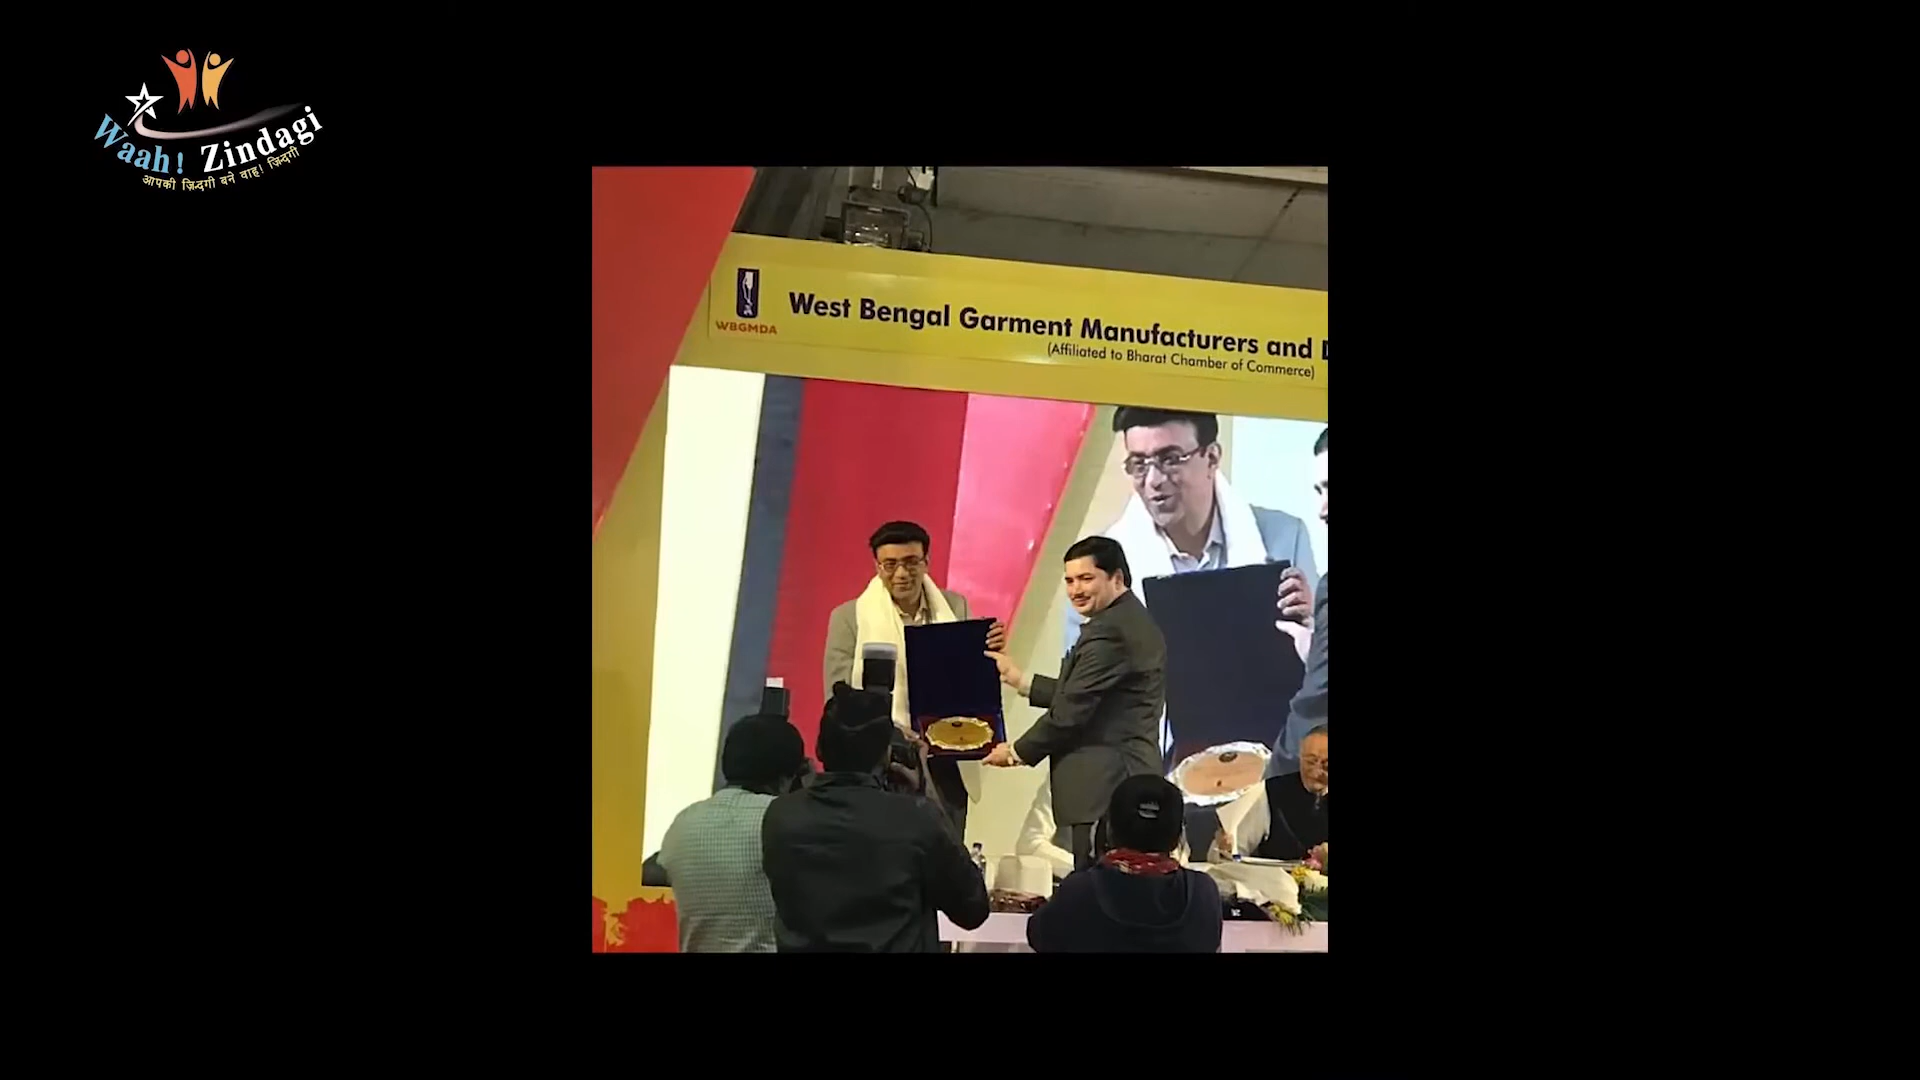 Waah! Zindagi
आपकी ज़िन्दगी बने वाह! ज़िन्दगी
WBGMDA
West Bengal Garment Manufacturers and
(Affiliated to Bharat Chamber of Commerce)